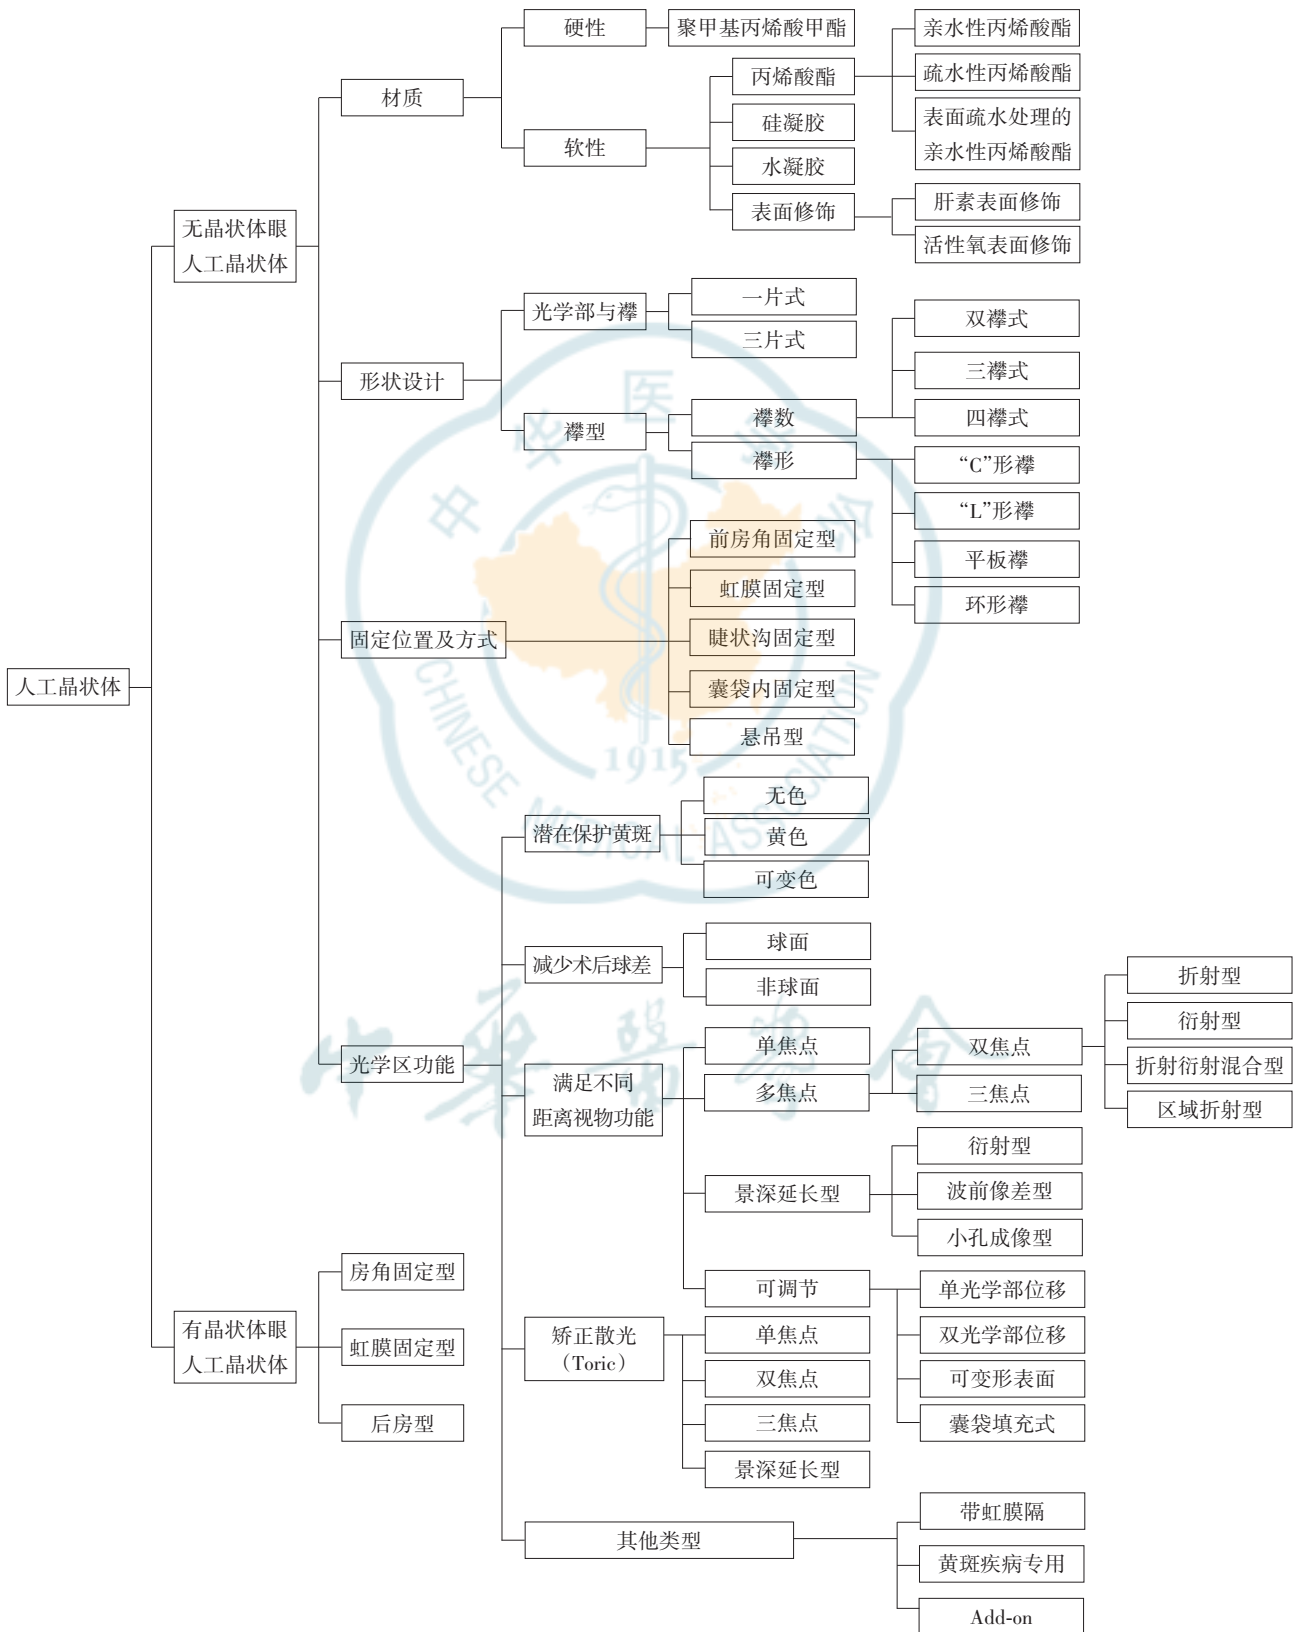 人工晶状体
无晶状体眼
人工晶状体
材质
硬性
聚甲基丙烯酸甲酯
软性
丙烯酸酯
亲水性丙烯酸酯
疏水性丙烯酸酯
表面疏水处理的
亲水性丙烯酸酯
硅凝胶
水凝胶
表面修饰
肝素表面修饰
活性氧表面修饰
形状设计
光学部与襻
一片式
三片式
襻型
襻数
双襻式
三襻式
四襻式
襻形
“C”形襻
“L”形襻
平板襻
环形襻
固定位置及方式
前房角固定型
虹膜固定型
睫状沟固定型
囊袋内固定型
悬吊型
光学区功能
潜在保护黄斑
无色
黄色
可变色
减少术后球差
球面
非球面
满足不同
距离视物功能
单焦点
多焦点
双焦点
折射型
衍射型
折射衍射混合型
区域折射型
三焦点
景深延长型
衍射型
波前像差型
小孔成像型
可调节
单光学部位移
双光学部位移
可变形表面
囊袋填充式
矫正散光
（Toric）
单焦点
双焦点
三焦点
景深延长型
其他类型
带虹膜隔
黄斑疾病专用
Add-on
有晶状体眼
人工晶状体
房角固定型
虹膜固定型
后房型
中华医学会
CHINESE MEDICAL ASSOCIATION
1915
中華醫學會